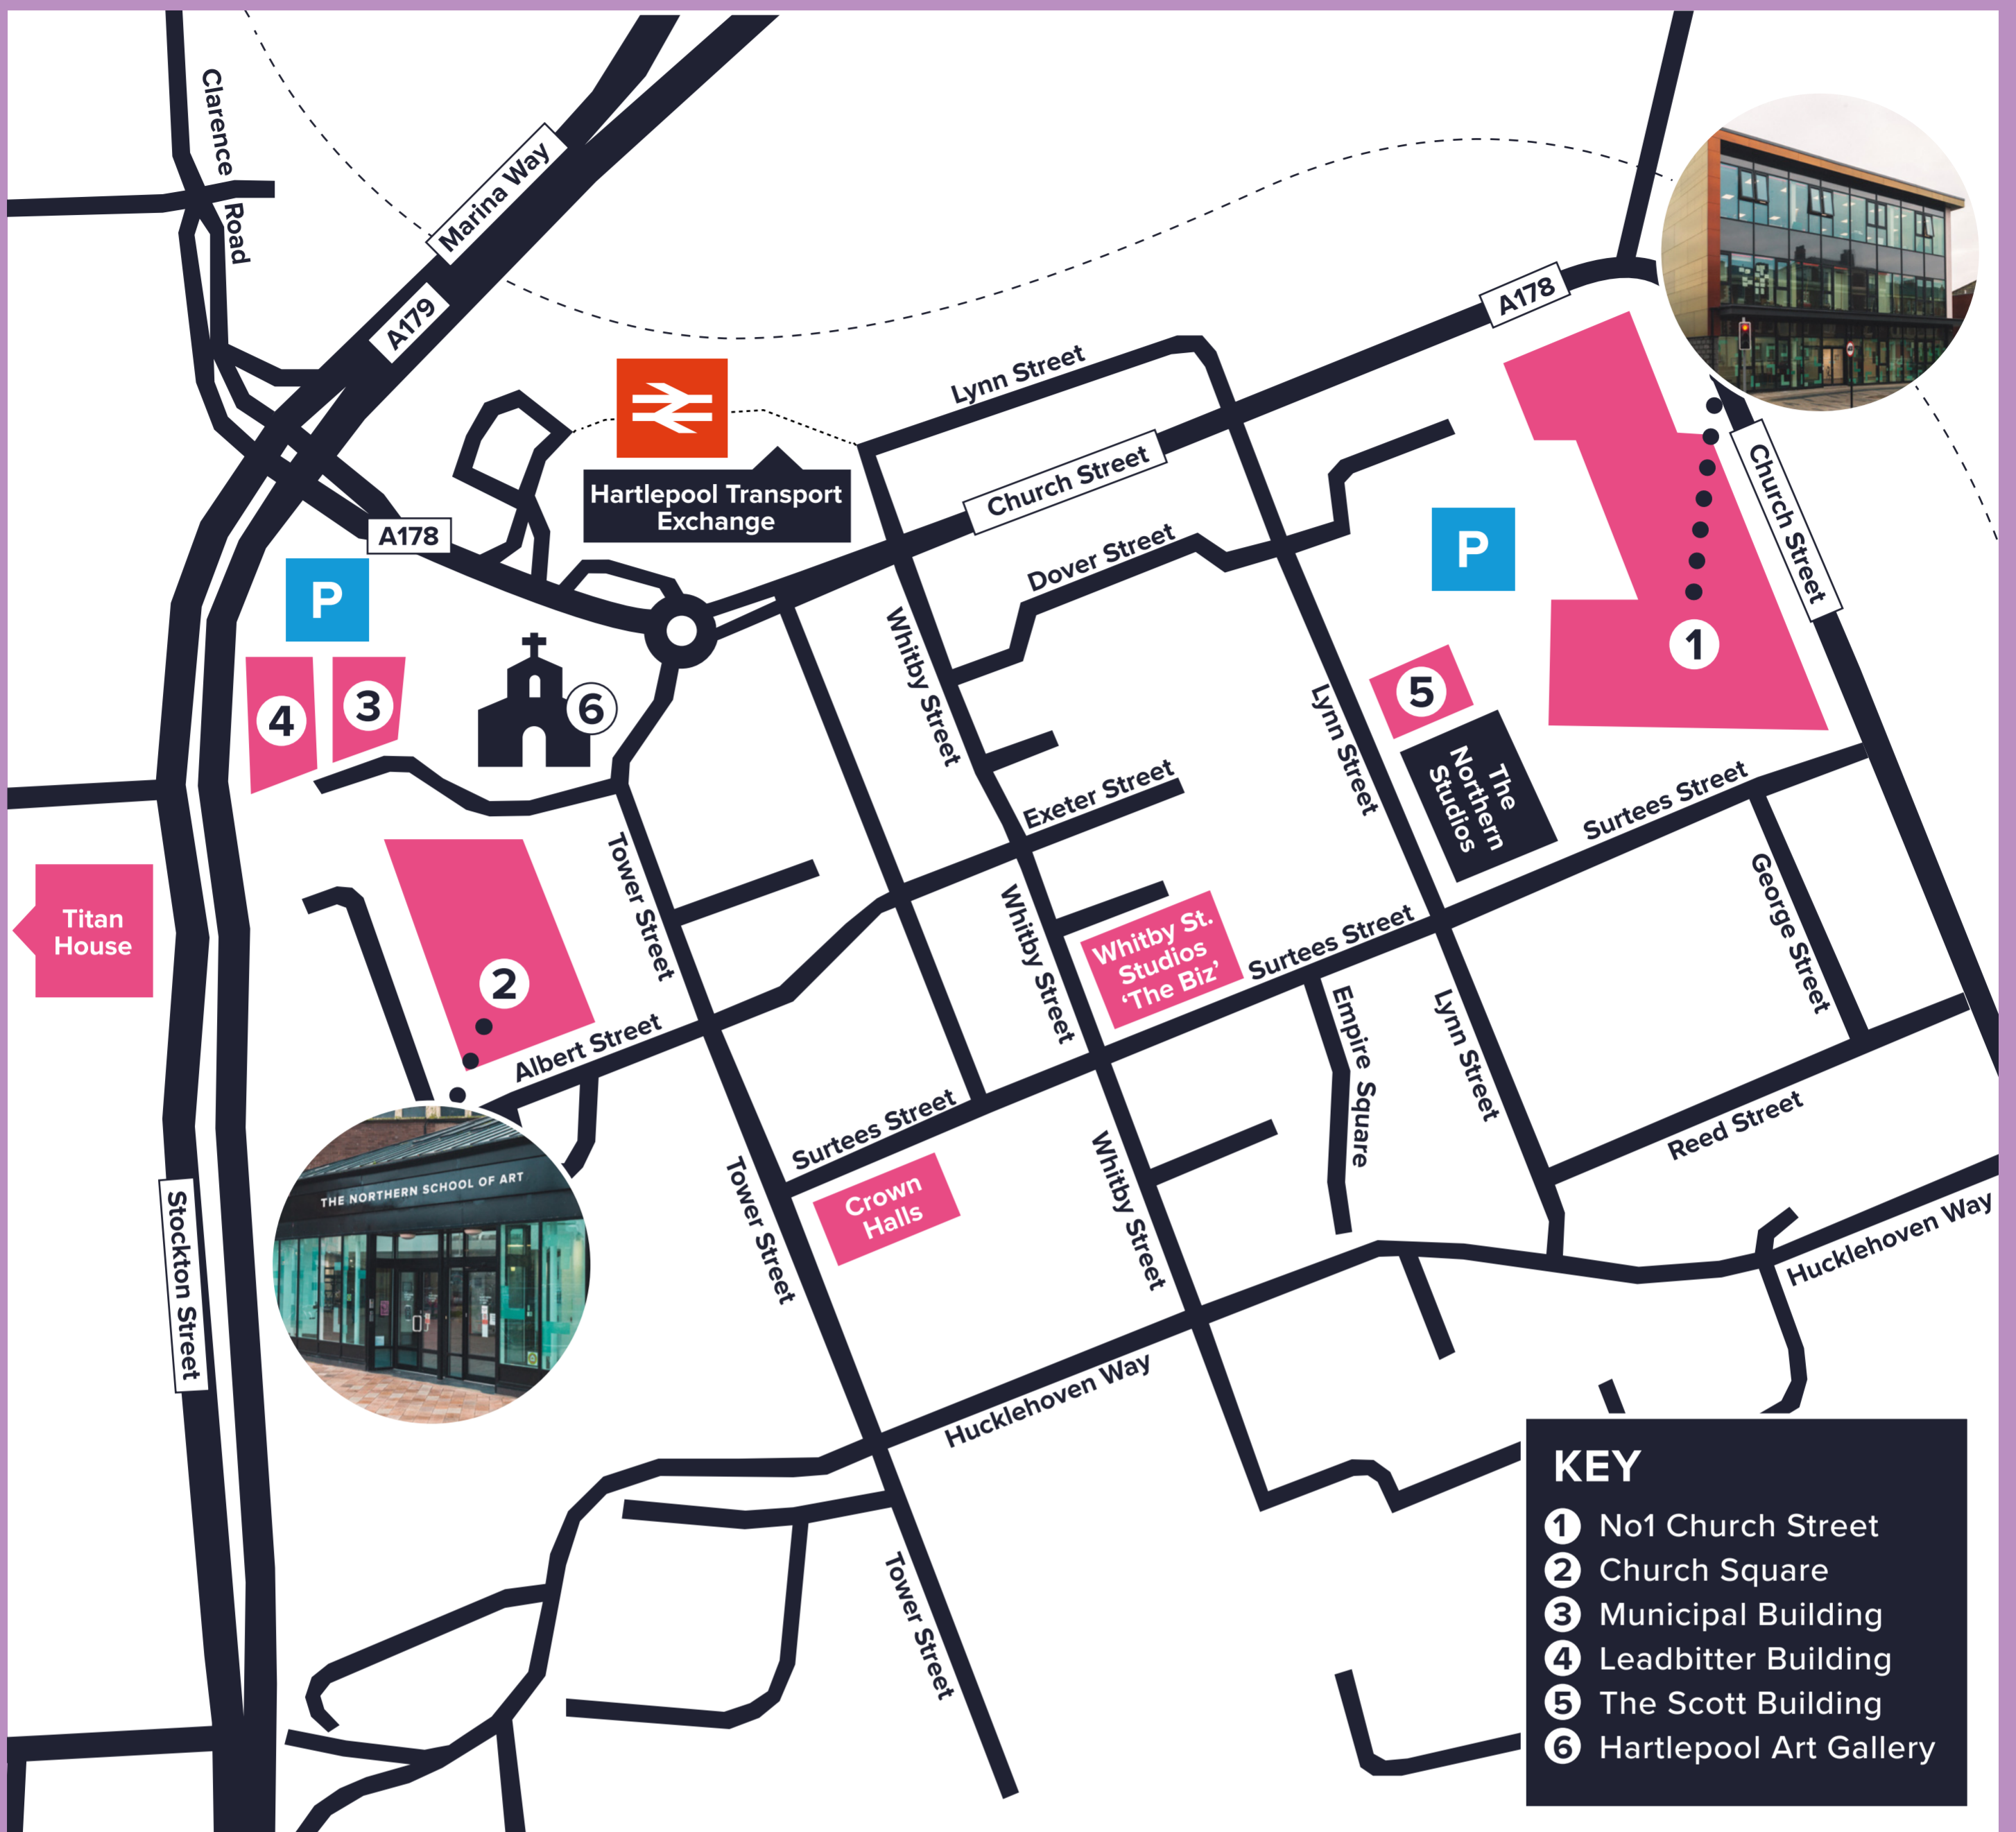 Clarence
Road
Marina Way
A179
A178
Lynn Street
A178
Church Street
Hartlepool Transport
Exchange
Church Street
Dover Street
P
P
1
4
3
6
5
Whitby Street
Lynn Street
The
Northern
Studios
Surtees Street
Exeter Street
George Street
Titan
House
Tower Street
2
Albert Street
Whitby Street
Whitby St.
Studios
‘The Biz’
Surtees Street
Empire Square
Lynn Street
Reed Street
Surtees Street
Crown
Halls
Tower Street
Whitby Street
Hucklehoven Way
THE NORTHERN SCHOOL OF ART
Stockton Street
Hucklehoven Way
Tower Street
KEY
1 No1 Church Street
2 Church Square
3 Municipal Building
4 Leadbitter Building
5 The Scott Building
6 Hartlepool Art Gallery